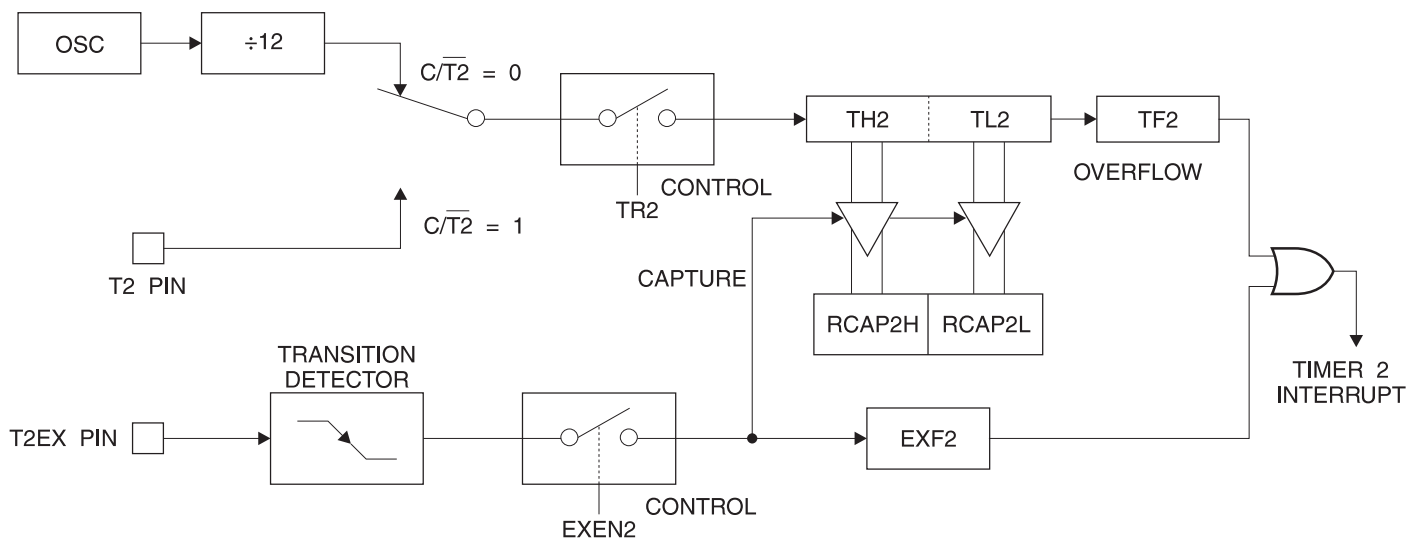 OSC
÷12
C/T2̅ = 0
TH2
TL2
TF2
OVERFLOW
CONTROL
TR2
C/T2̅ = 1
T2 PIN
CAPTURE
RCAP2H
RCAP2L
TRANSITION
DETECTOR
TIMER 2
INTERRUPT
T2EX PIN
EXF2
CONTROL
EXEN2